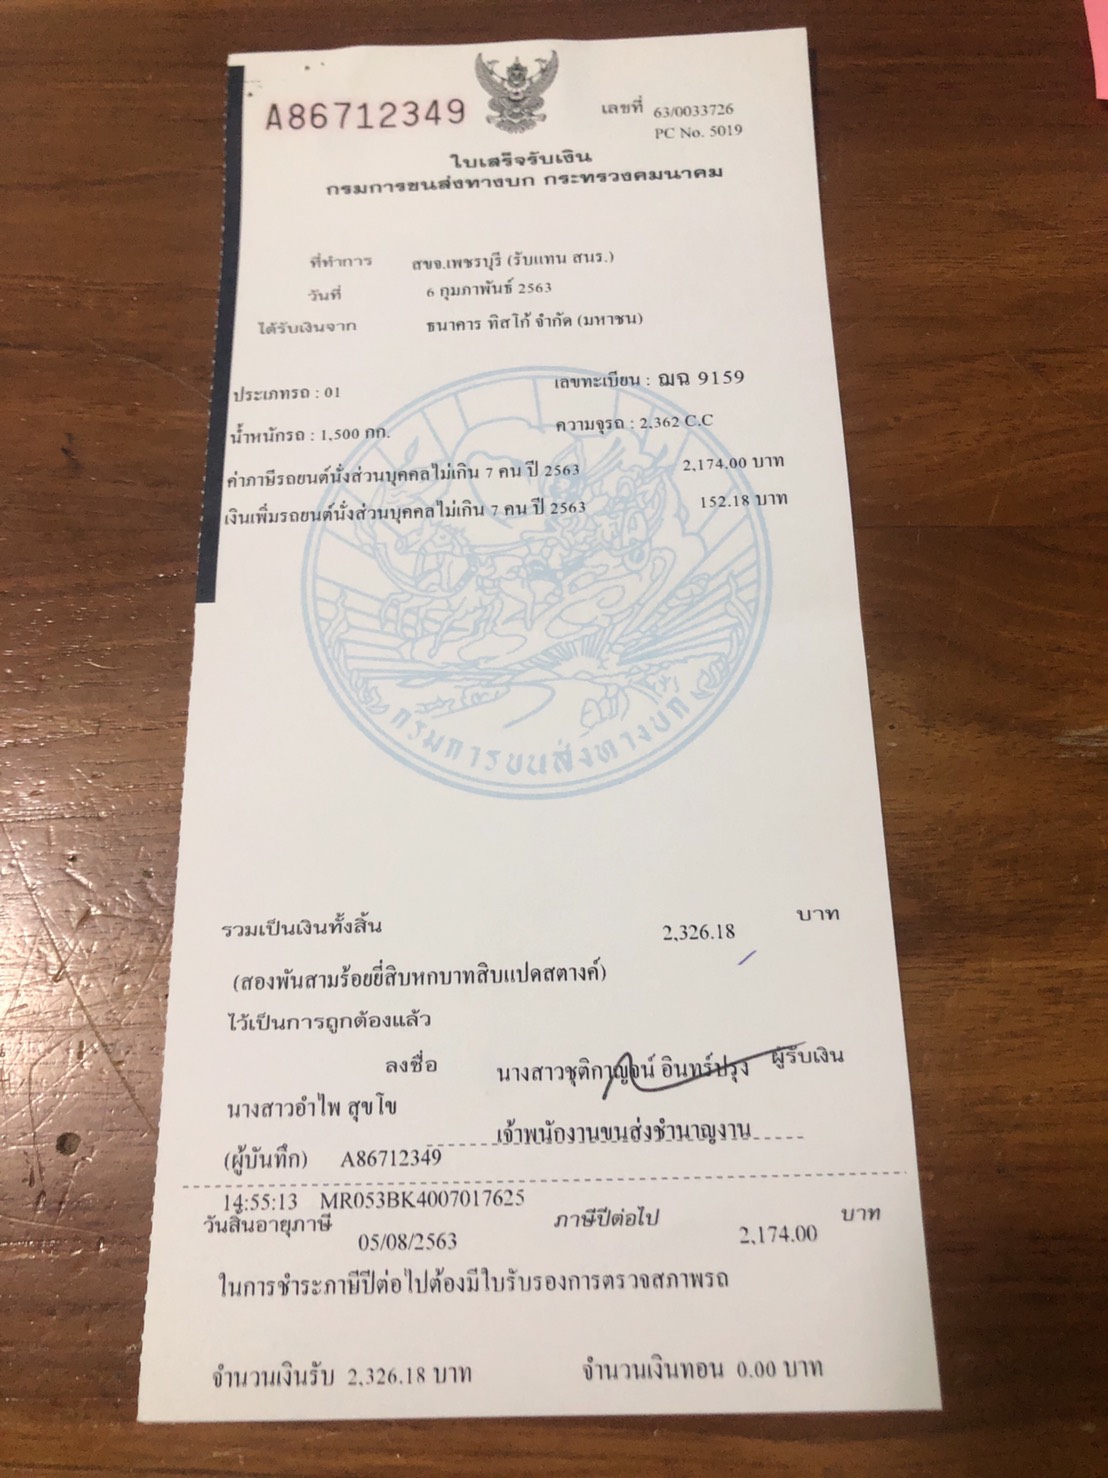 A86712349
เลขที่ 63/0033726
PC No. 5019
ใบเสร็จรับเงิน
กรมการขนส่งทางบก กระทรวงคมนาคม
ที่ทำการ สขจ.เพชรบุรี (รับแทน สนร.)
วันที่ 6 กุมภาพันธ์ 2563
ได้รับเงินจาก ธนาคาร ทิสโก้ จำกัด (มหาชน)
ประเภทรถ : 01 เลขทะเบียน : ฌฉ 9159
น้ำหนักรถ : 1,500 กก. ความจุรถ : 2,362 C.C
ค่าภาษีรถยนต์นั่งส่วนบุคคลไม่เกิน 7 คน ปี 2563 2,174.00 บาท
เงินเพิ่มรถยนต์นั่งส่วนบุคคลไม่เกิน 7 คน ปี 2563 152.18 บาท
กรมการขนส่งทางบก
รวมเป็นเงินทั้งสิ้น 2,326.18 บาท
(สองพันสามร้อยยี่สิบหกบาทสิบแปดสตางค์)
ไว้เป็นการถูกต้องแล้ว
ลงชื่อ นางสาวชุติกาญจน์ อินทร์ปรุง ผู้รับเงิน
นางสาวอำไพ สุขโข
เจ้าพนักงานขนส่งชำนาญงาน
(ผู้บันทึก) A86712349
14:55:13 MR053BK4007017625
วันสิ้นอายุภาษี 05/08/2563 ภาษีปีต่อไป 2,174.00 บาท
ในการชำระภาษีปีต่อไปต้องมีใบรับรองการตรวจสภาพรถ
จำนวนเงินรับ 2,326.18 บาท จำนวนเงินทอน 0.00 บาท